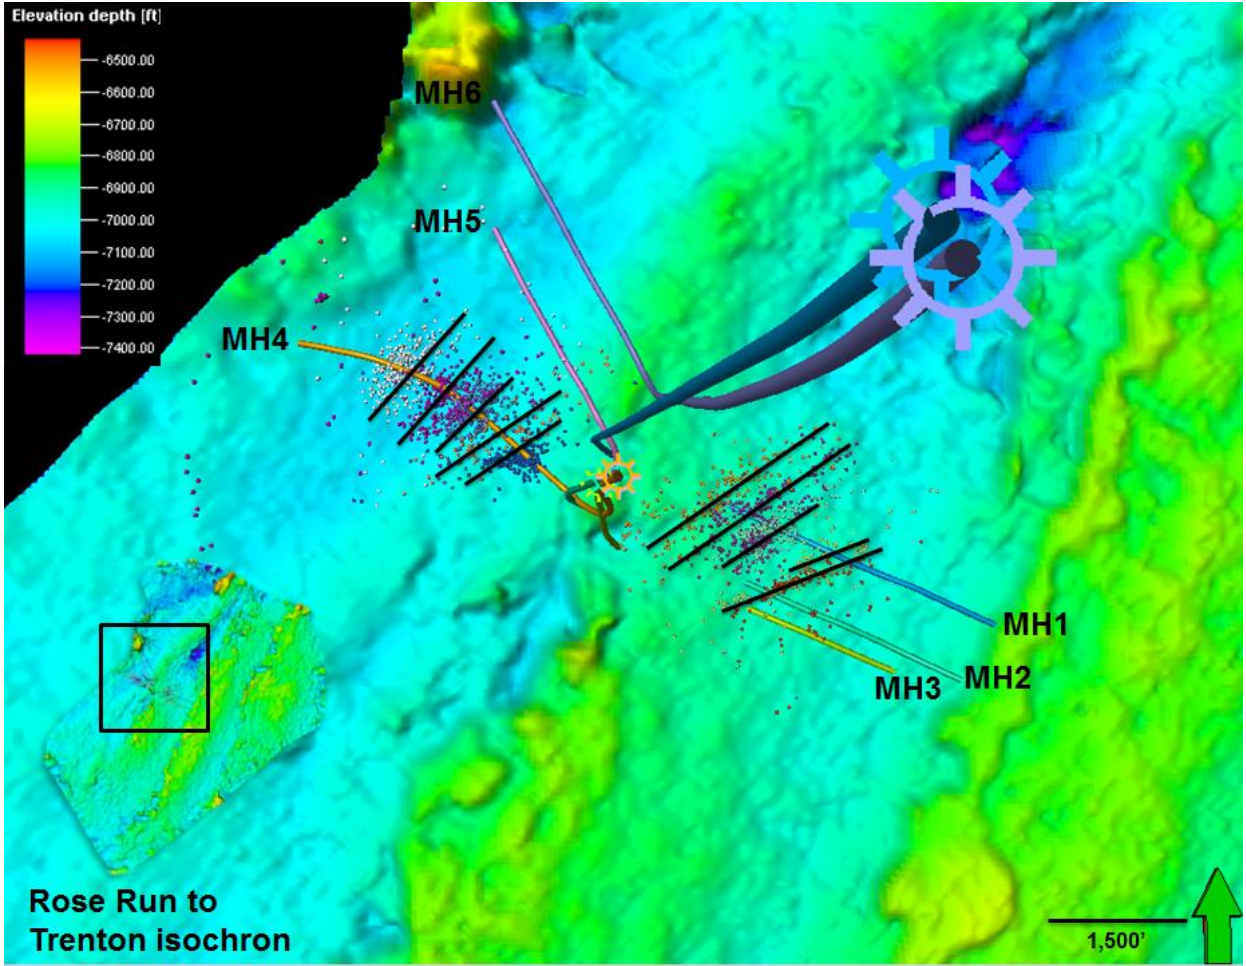 Elevation depth [ft]
-6500.00
-6600.00
-6700.00
-6800.00
-6900.00
-7000.00
-7100.00
-7200.00
-7300.00
-7400.00
MH6
MH5
MH4
MH1
MH2
MH3
Rose Run to
Trenton isochron
1,500'